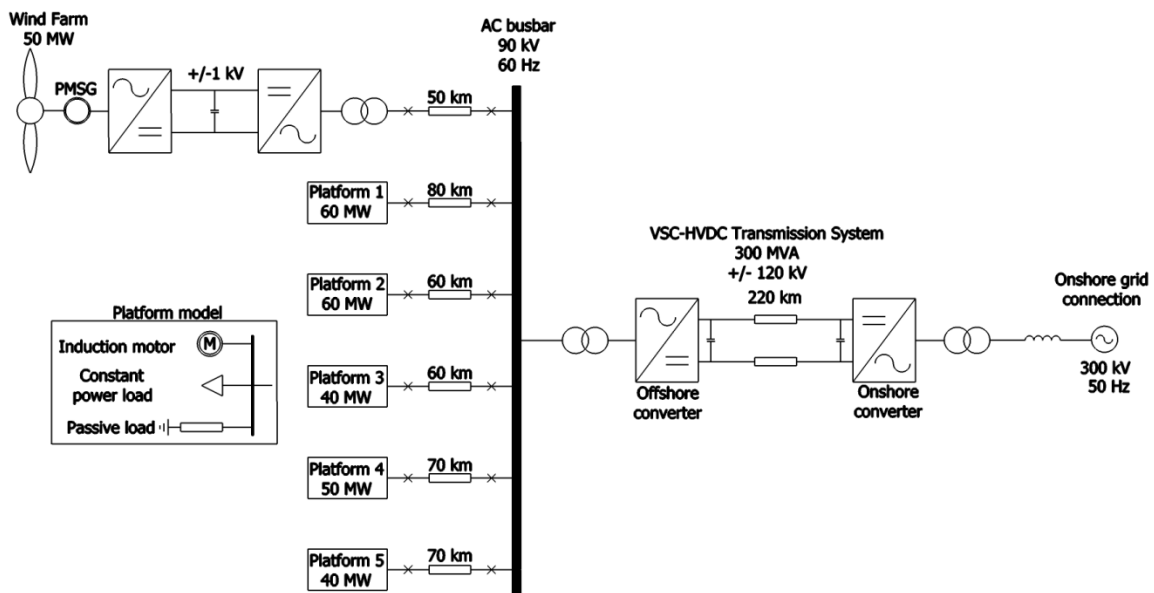 Wind Farm
50 MW
PMSG
+/-1 kV
50 km
AC busbar
90 kV
60 Hz
Platform 1
60 MW
80 km
Platform 2
60 MW
60 km
Platform 3
40 MW
60 km
Platform 4
50 MW
70 km
Platform 5
40 MW
70 km
Platform model
Induction motor
M
Constant
power load
Passive load
VSC-HVDC Transmission System
300 MVA
+/- 120 kV
220 km
Offshore
converter
Onshore
converter
Onshore grid
connection
300 kV
50 Hz